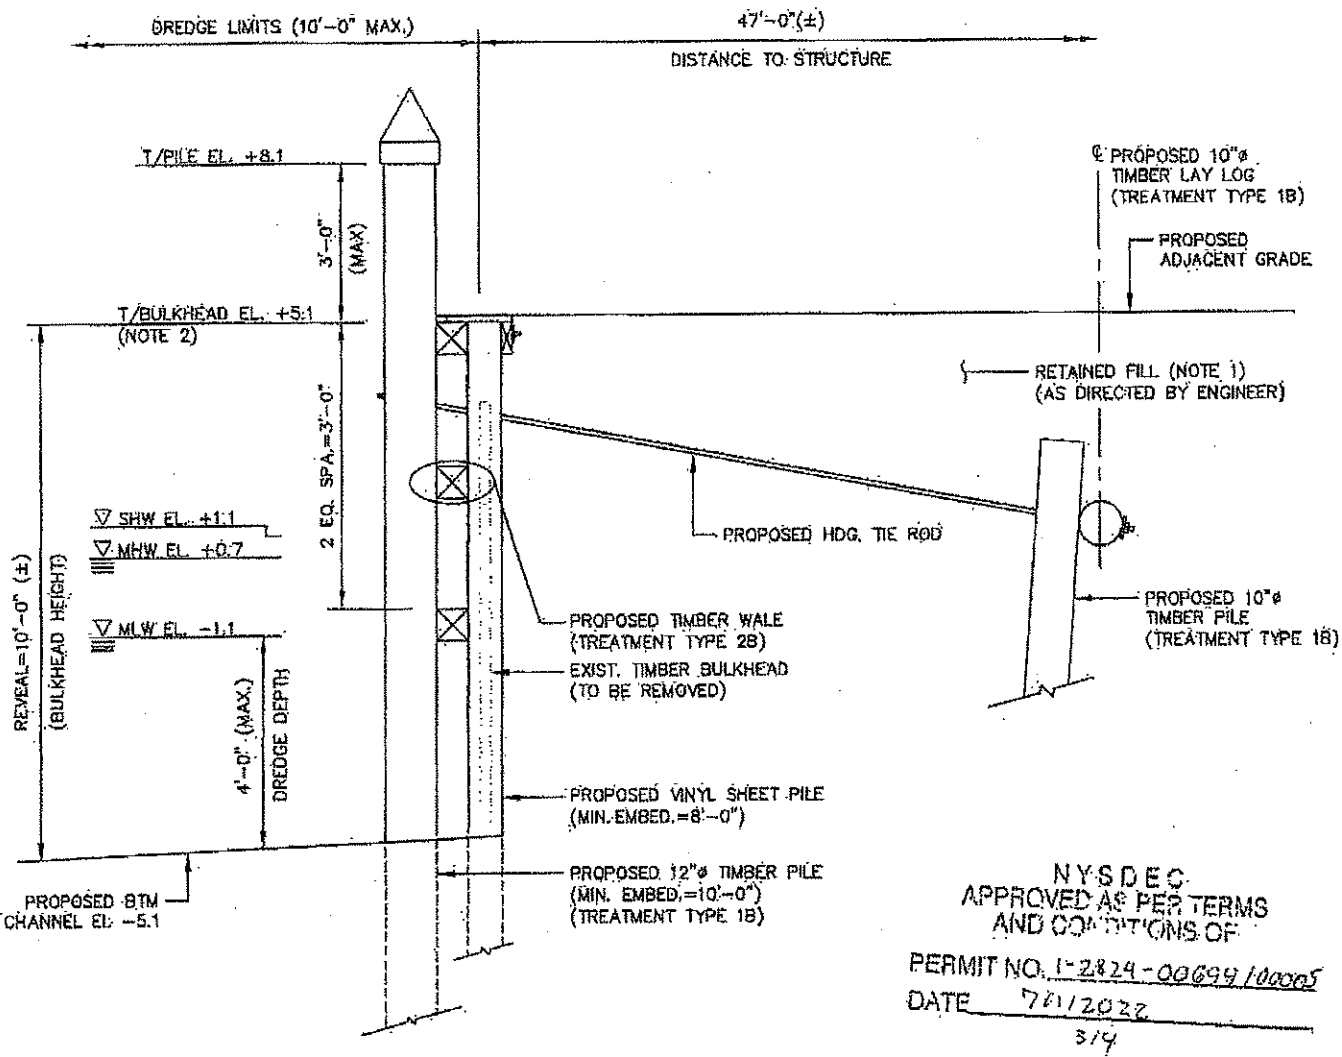 DREDGE LIMITS (10'-0" MAX.)
47'-0"(±)
DISTANCE TO STRUCTURE
T/PILE EL. +8.1
3'-0"
(MAX)
℄ PROPOSED 10"ø
TIMBER LAY LOG
(TREATMENT TYPE 1B)
PROPOSED
ADJACENT GRADE
T/BULKHEAD EL. +5.1
(NOTE 2)
RETAINED FILL (NOTE 1)
(AS DIRECTED BY ENGINEER)
2 EQ. SPA.=3'-0"
SHW EL. +1.1
MHW EL. +0.7
MLW EL. -1.1
REVEAL=10'-0" (±)
(BULKHEAD HEIGHT)
4'-0" (MAX.)
DREDGE DEPTH
PROPOSED HDG. TIE ROD
PROPOSED TIMBER WALE
(TREATMENT TYPE 2B)
EXIST. TIMBER BULKHEAD
(TO BE REMOVED)
PROPOSED 10"ø
TIMBER PILE
(TREATMENT TYPE 1B)
PROPOSED VINYL SHEET PILE
(MIN. EMBED.=8'-0")
PROPOSED 12"ø TIMBER PILE
(MIN. EMBED.=10'-0")
(TREATMENT TYPE 1B)
PROPOSED BTM
CHANNEL EL. -5.1
NYSDEC
APPROVED AS PER TERMS
AND CONDITIONS OF
PERMIT NO. 1-2824-00694/00005
DATE 7/1/2022
3/4